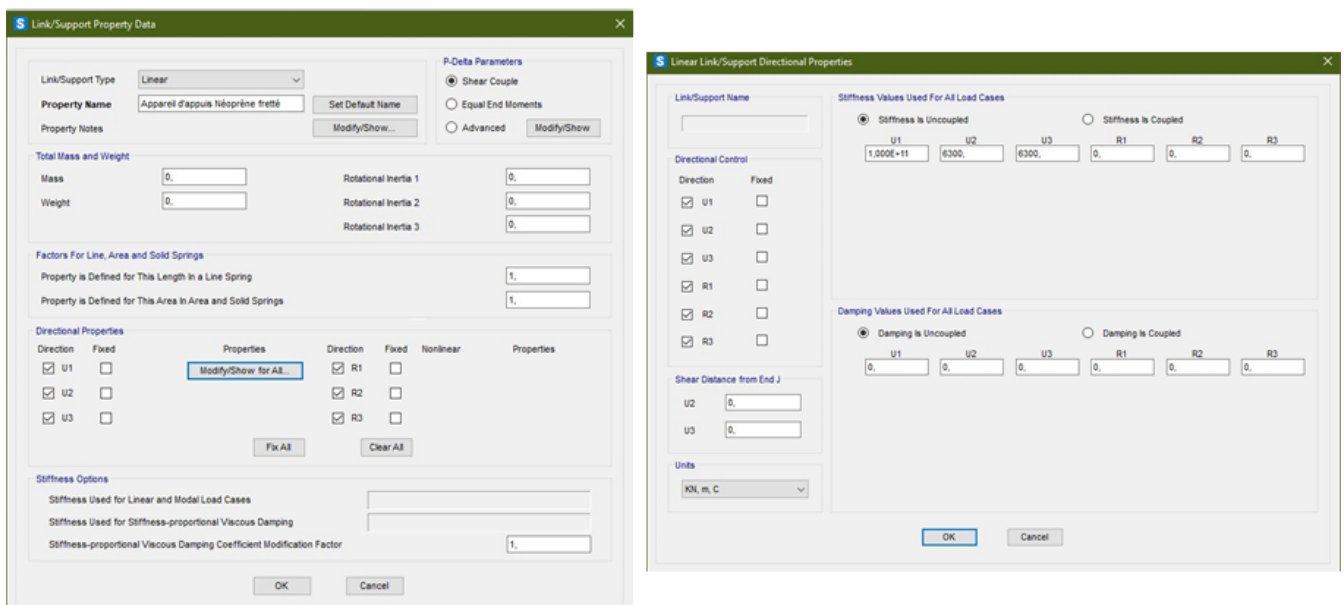 S Link/Support Property Data
P-Delta Parameters
Link/Support Type Linear
Shear Couple
Property Name Appareil d'appuis Néoprène fretté Set Default Name
Equal End Moments
Property Notes Modify/Show...
Advanced Modify/Show
Total Mass and Weight
Mass 0, Rotational Inertia 1 0,
Weight 0, Rotational Inertia 2 0,
Rotational Inertia 3 0,
Factors For Line, Area and Solid Springs
Property is Defined for This Length In a Line Spring 1,
Property is Defined for This Area In Area and Solid Springs 1,
Directional Properties
Direction Fixed Properties Direction Fixed Nonlinear Properties
U1 Modify/Show for All... R1
U2 R2
U3 R3
Fix All Clear All
Stiffness Options
Stiffness Used for Linear and Modal Load Cases
Stiffness Used for Stiffness-proportional Viscous Damping
Stiffness-proportional Viscous Damping Coefficient Modification Factor 1,
OK Cancel
S Linear Link/Support Directional Properties
Link/Support Name
Directional Control
Direction Fixed
U1
U2
U3
R1
R2
R3
Shear Distance from End J
U2 0,
U3 0,
Units
KN, m, C
Stiffness Values Used For All Load Cases
Stiffness Is Uncoupled Stiffness Is Coupled
U1 U2 U3 R1 R2 R3
1,000E+11 6300, 6300, 0, 0, 0,
Damping Values Used For All Load Cases
Damping Is Uncoupled Damping Is Coupled
U1 U2 U3 R1 R2 R3
0, 0, 0, 0, 0, 0,
OK Cancel